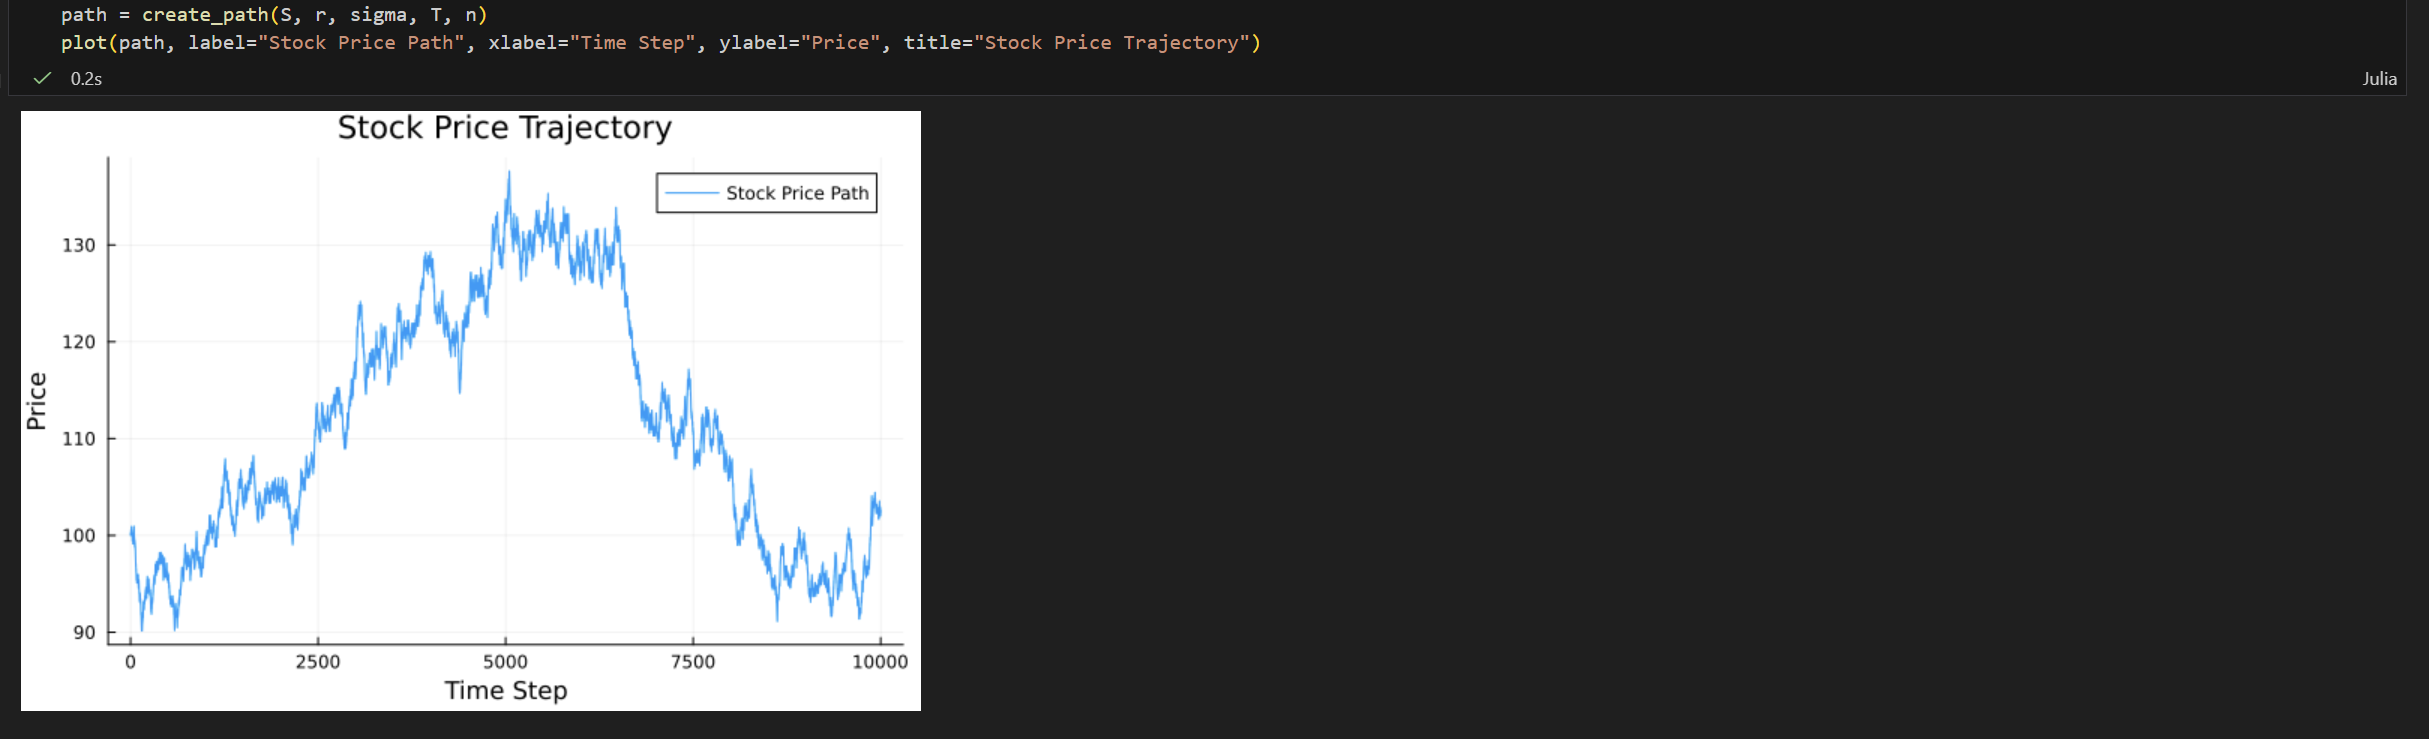 path = create_path(S, r, sigma, T, n)
plot(path, label="Stock Price Path", xlabel="Time Step", ylabel="Price", title="Stock Price Trajectory")
0.2s
Julia
Stock Price Trajectory
Stock Price Path
130
120
110
100
90
Price
0 2500 5000 7500 10000
Time Step